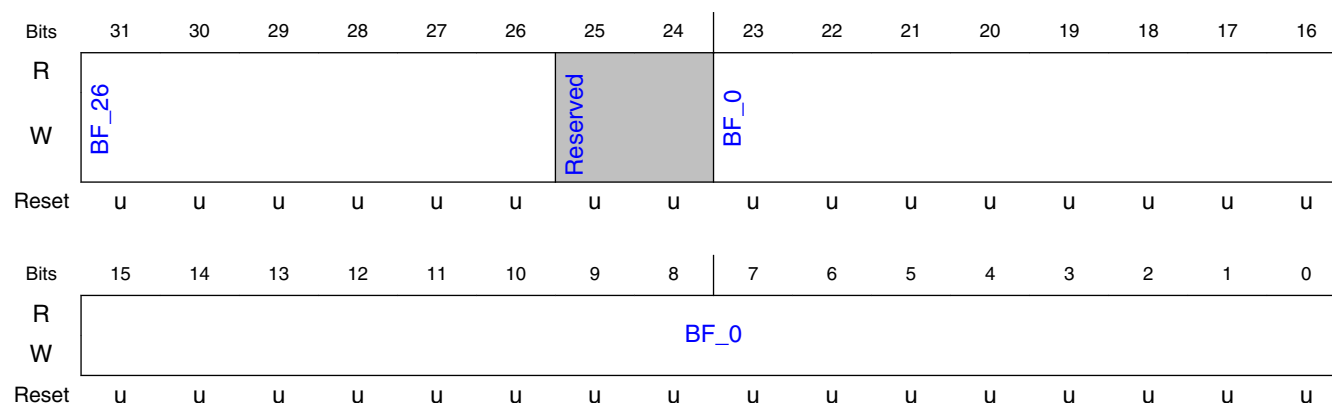 Bits 31 30 29 28 27 26 25 24 23 22 21 20 19 18 17 16
R
BF_26 Reserved BF_0
W
Reset u u u u u u u u u u u u u u u u
Bits 15 14 13 12 11 10 9 8 7 6 5 4 3 2 1 0
R
BF_0
W
Reset u u u u u u u u u u u u u u u u